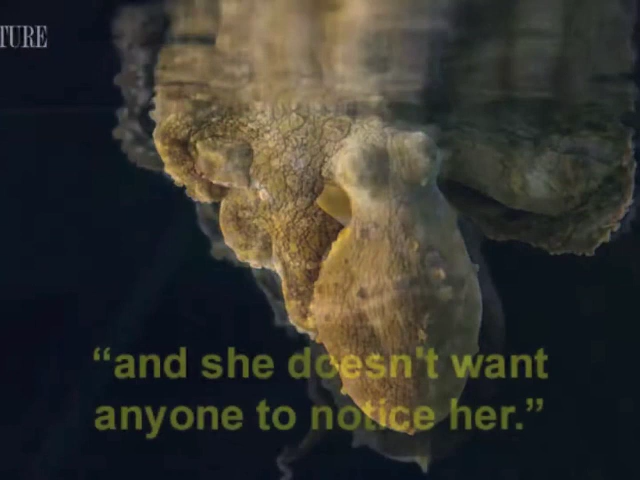 TURE
“and she doesn't want
anyone to notice her.”